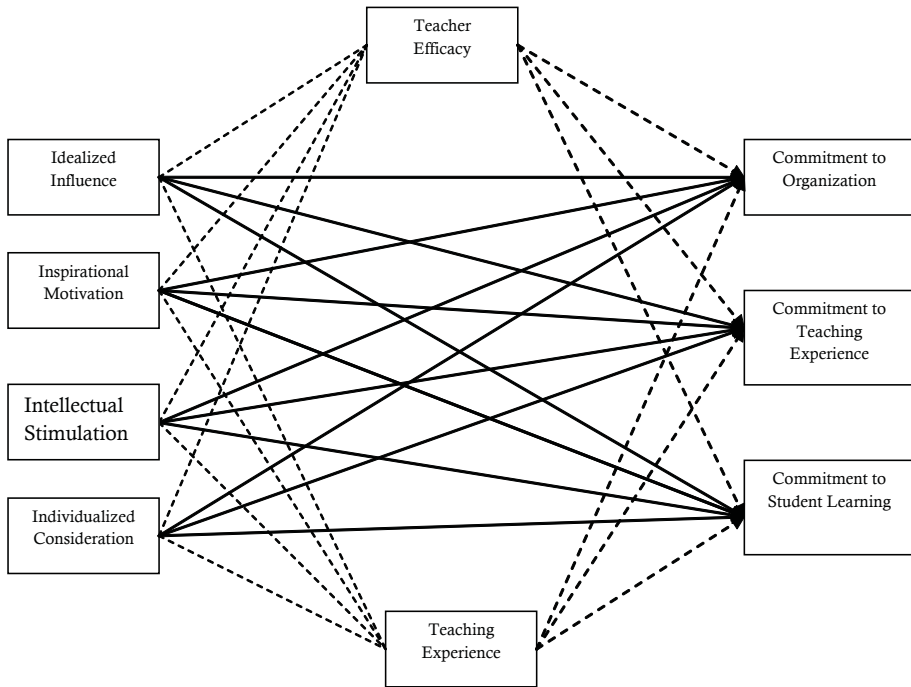 Teacher
Efficacy
Idealized
Influence
Commitment to
Organization
Inspirational
Motivation
Commitment to
Teaching
Experience
Intellectual
Stimulation
Commitment to
Student Learning
Individualized
Consideration
Teaching
Experience